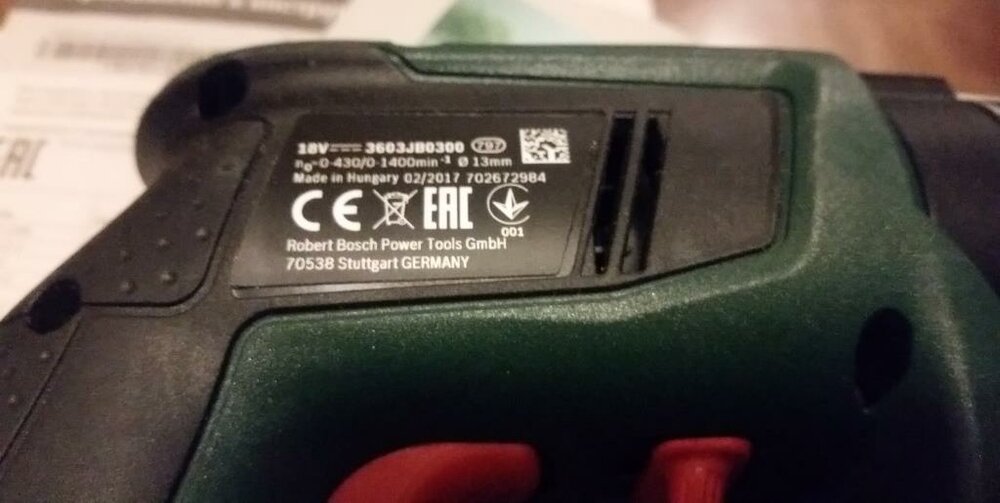 18V 3603JB0300 797
n₀=0-430/0-1400min⁻¹ Ø 13mm
Made in Hungary 02/2017 702672984
CE EAC
001
Robert Bosch Power Tools GmbH
70538 Stuttgart GERMANY
EAC